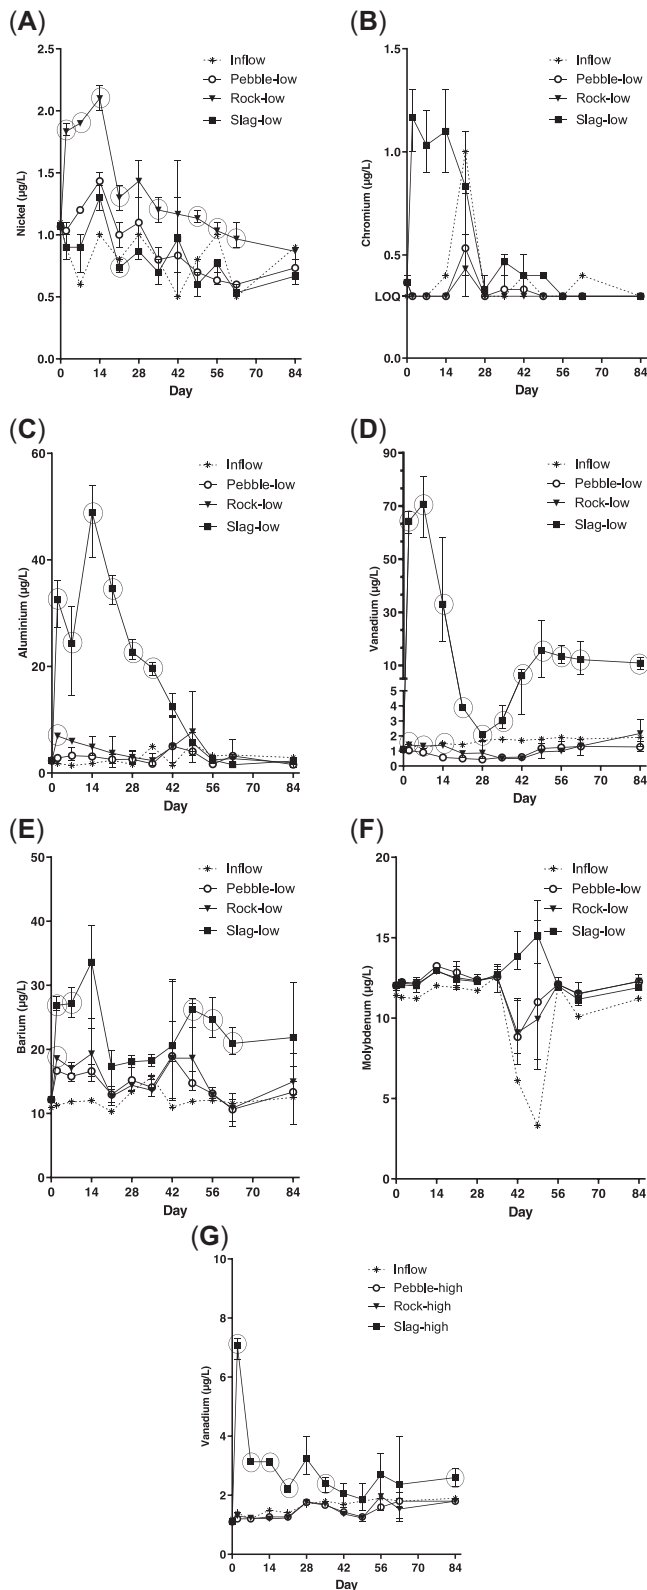 (A)
(B)
2.5
2.0
1.5
1.0
0.5
0.0
Nickel (µg/L)
Inflow
Pebble-low
Rock-low
Slag-low
0 14 28 42 56 70 84
Day
1.5
1.0
0.5
LOQ
0.0
Chromium (µg/L)
Inflow
Pebble-low
Rock-low
Slag-low
0 14 28 42 56 70 84
Day
(C)
(D)
60
40
20
0
Aluminium (µg/L)
Inflow
Pebble-low
Rock-low
Slag-low
0 14 28 42 56 70 84
Day
90
70
50
30
10
5
4
3
2
1
0
Vanadium (µg/L)
Inflow
Pebble-low
Rock-low
Slag-low
0 14 28 42 56 70 84
Day
(E)
(F)
50
40
30
20
10
0
Barium (µg/L)
Inflow
Pebble-low
Rock-low
Slag-low
0 14 28 42 56 70 84
Day
20
15
10
5
0
Molybdenum (µg/L)
Inflow
Pebble-low
Rock-low
Slag-low
0 14 28 42 56 70 84
Day
(G)
10
8
6
4
2
0
Vanadium (µg/L)
Inflow
Pebble-high
Rock-high
Slag-high
0 14 28 42 56 70 84
Day